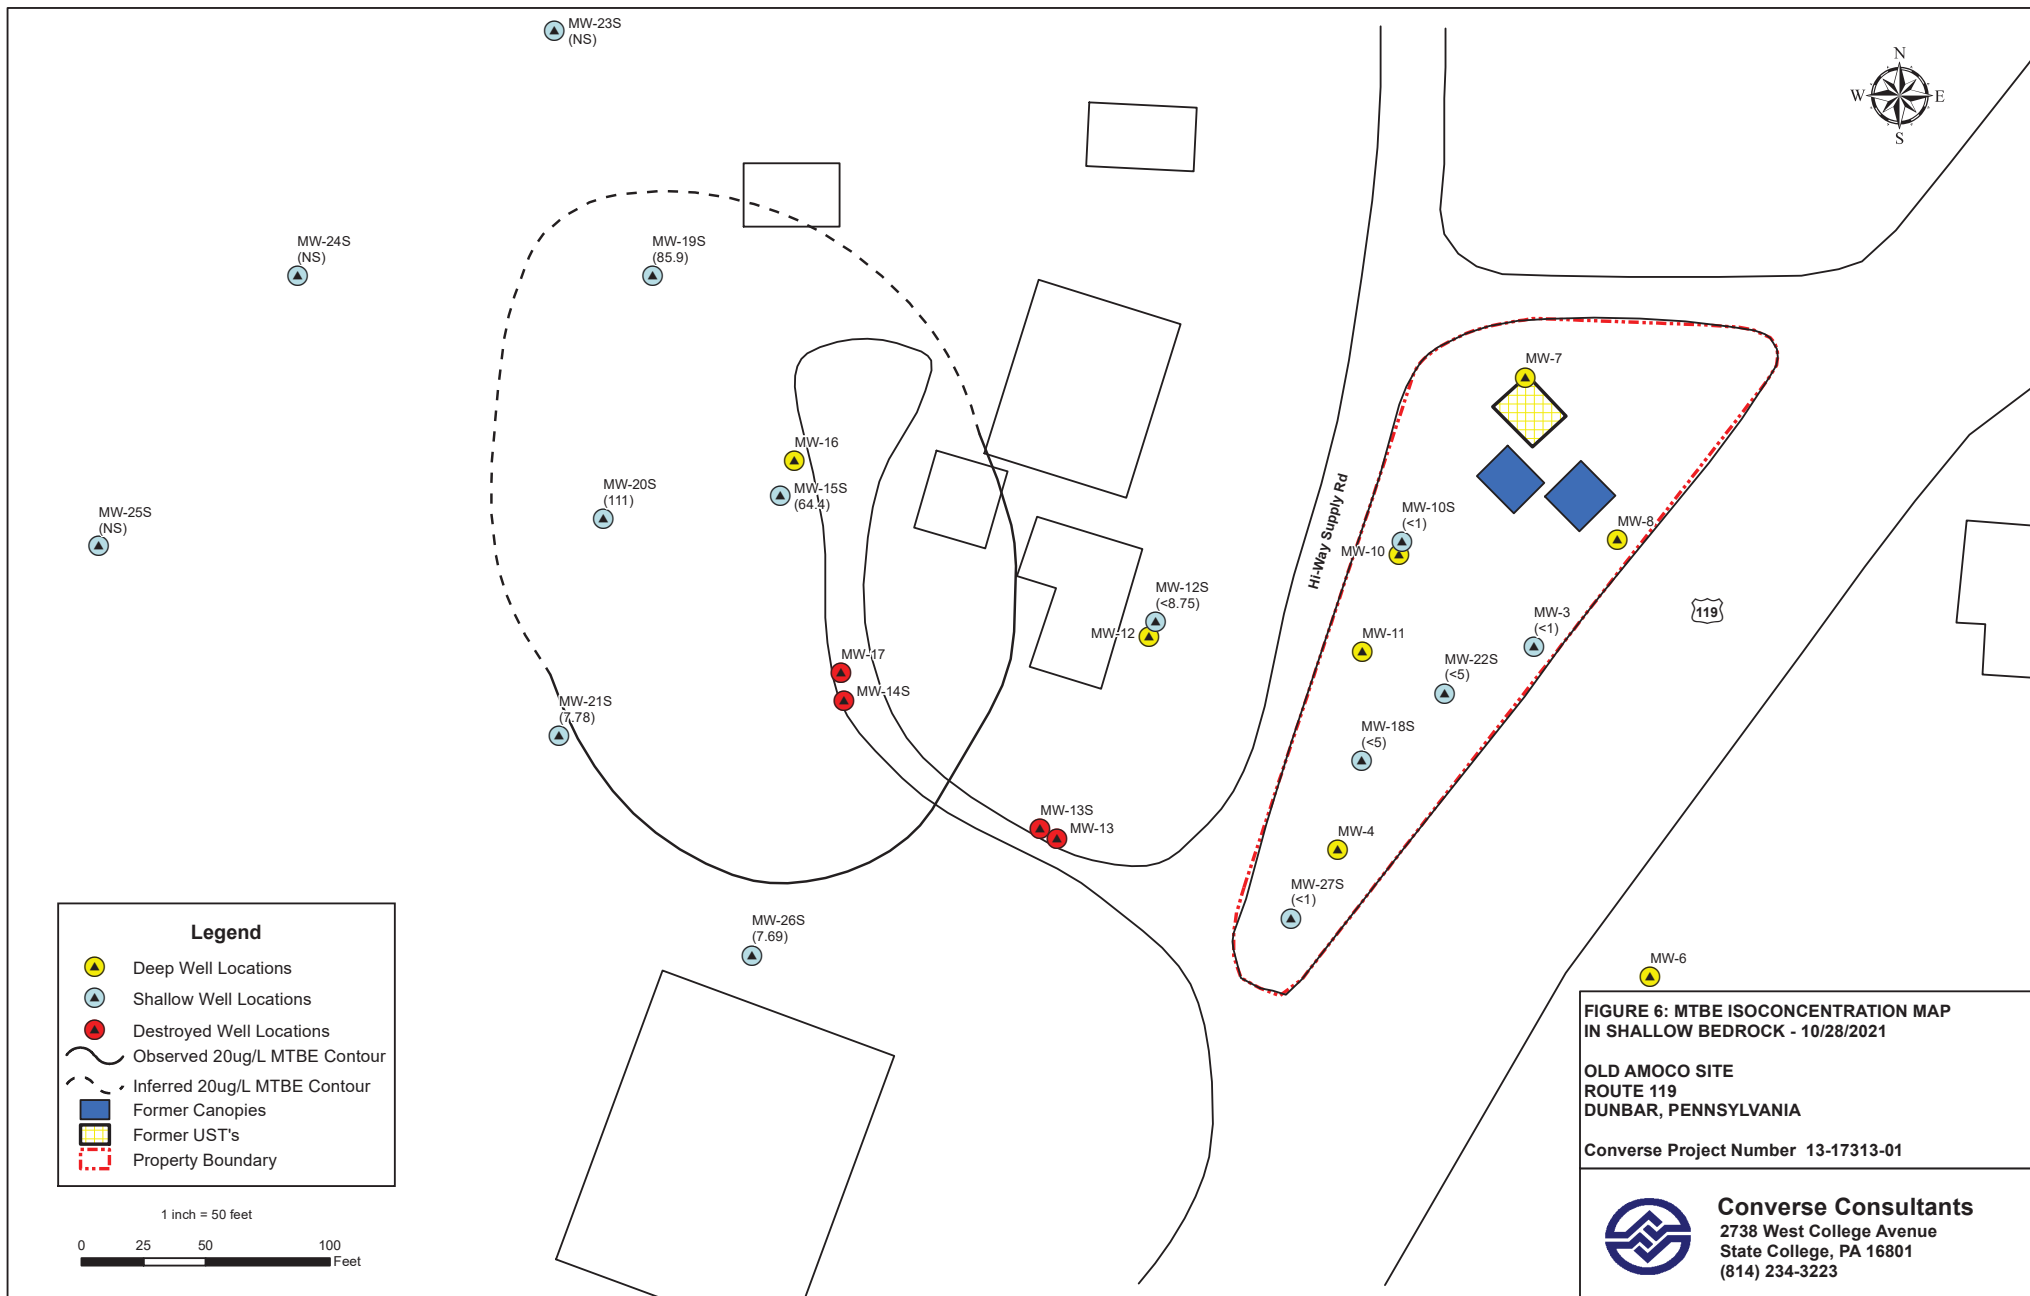 MW-23S
(NS)
N
W
E
S
MW-24S
(NS)
MW-19S
(85.9)
MW-7
MW-16
MW-15S
(64.4)
MW-20S
(111)
MW-25S
(NS)
MW-10S
(<1)
MW-10
MW-8
Hi-Way Supply Rd
MW-12S
(<8.75)
MW-12
MW-11
MW-3
(<1)
119
MW-22S
(<5)
MW-17
MW-14S
MW-21S
(7.78)
MW-18S
(<5)
MW-13S
MW-13
MW-4
MW-27S
(<1)
MW-26S
(7.69)
MW-6
Legend
Deep Well Locations
Shallow Well Locations
Destroyed Well Locations
Observed 20ug/L MTBE Contour
Inferred 20ug/L MTBE Contour
Former Canopies
Former UST's
Property Boundary
1 inch = 50 feet
0 25 50 100
Feet
FIGURE 6: MTBE ISOCONCENTRATION MAP
IN SHALLOW BEDROCK - 10/28/2021
OLD AMOCO SITE
ROUTE 119
DUNBAR, PENNSYLVANIA
Converse Project Number 13-17313-01
Converse Consultants
2738 West College Avenue
State College, PA 16801
(814) 234-3223